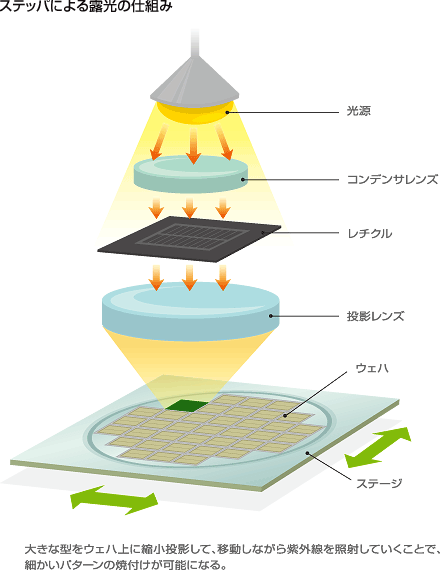 ステッパによる露光の仕組み
光源
コンデンサレンズ
レチクル
投影レンズ
ウェハ
ステージ
大きな型をウェハ上に縮小投影して、移動しながら紫外線を照射していくことで、
細かいパターンの焼付けが可能になる。